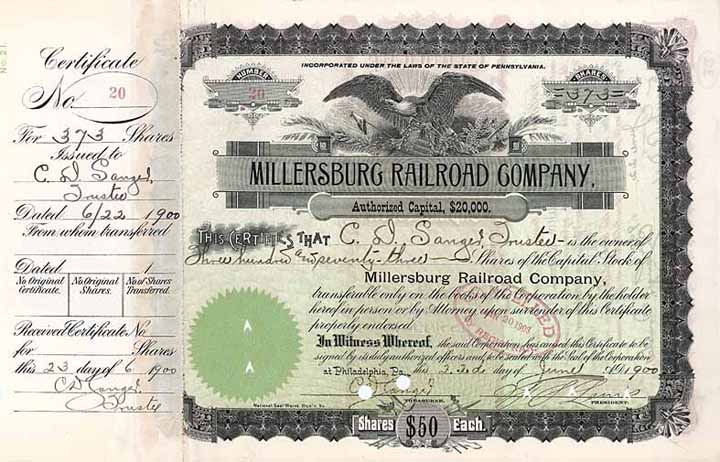 No 21.
Certificate
No. 20
For 373 Shares
Issued to
C. D. Sanger,
Trustee
Dated 6/22 1900
From whom transferred
Dated 1
No Original Certificate.
No Original Shares.
No of Shares Transferred.
Received Certificate No
for Shares
this 23 day of 6 1900
C D Sanger,
Trustee
INCORPORATED UNDER THE LAWS OF THE STATE OF PENNSYLVANIA.
NUMBER
20
SHARES
373
MILLERSBURG RAILROAD COMPANY.
Authorized Capital, $20,000.
THIS CERTIFIES THAT C. D. Sanger, Trustee is the owner of
Three hundred and seventy-three Shares of the Capital Stock of
Millersburg Railroad Company,
transferable only on the books of the Corporation by the holder
hereof in person or by Attorney upon surrender of this Certificate
properly endorsed.
In Witness Whereof, the said Corporation has caused this Certificate to be
signed by its duly authorized officers and to be sealed with the Seal of the Corporation
at Philadelphia, Pa., this 22nd day of June A.D. 1900
TREASURER.
PRESIDENT.
Shares $50 Each.